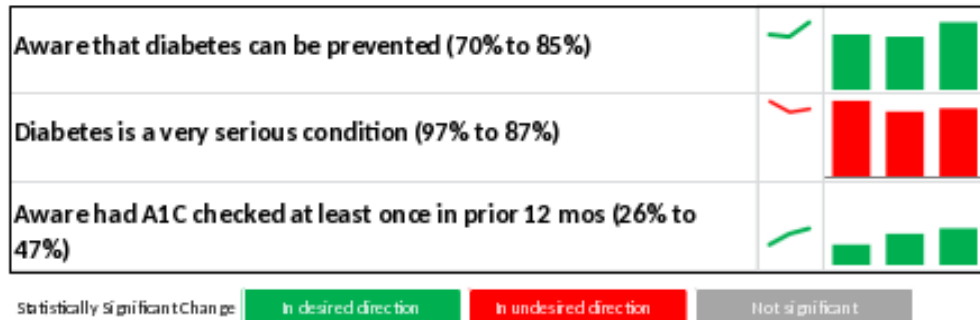 Aware that diabetes can be prevented (70% to 85%)
Diabetes is a very serious condition (97% to 87%)
Aware had A1C checked at least once in prior 12 mos (26% to
47%)
Statistically Significant Change In desired direction In undesired direction Not significant